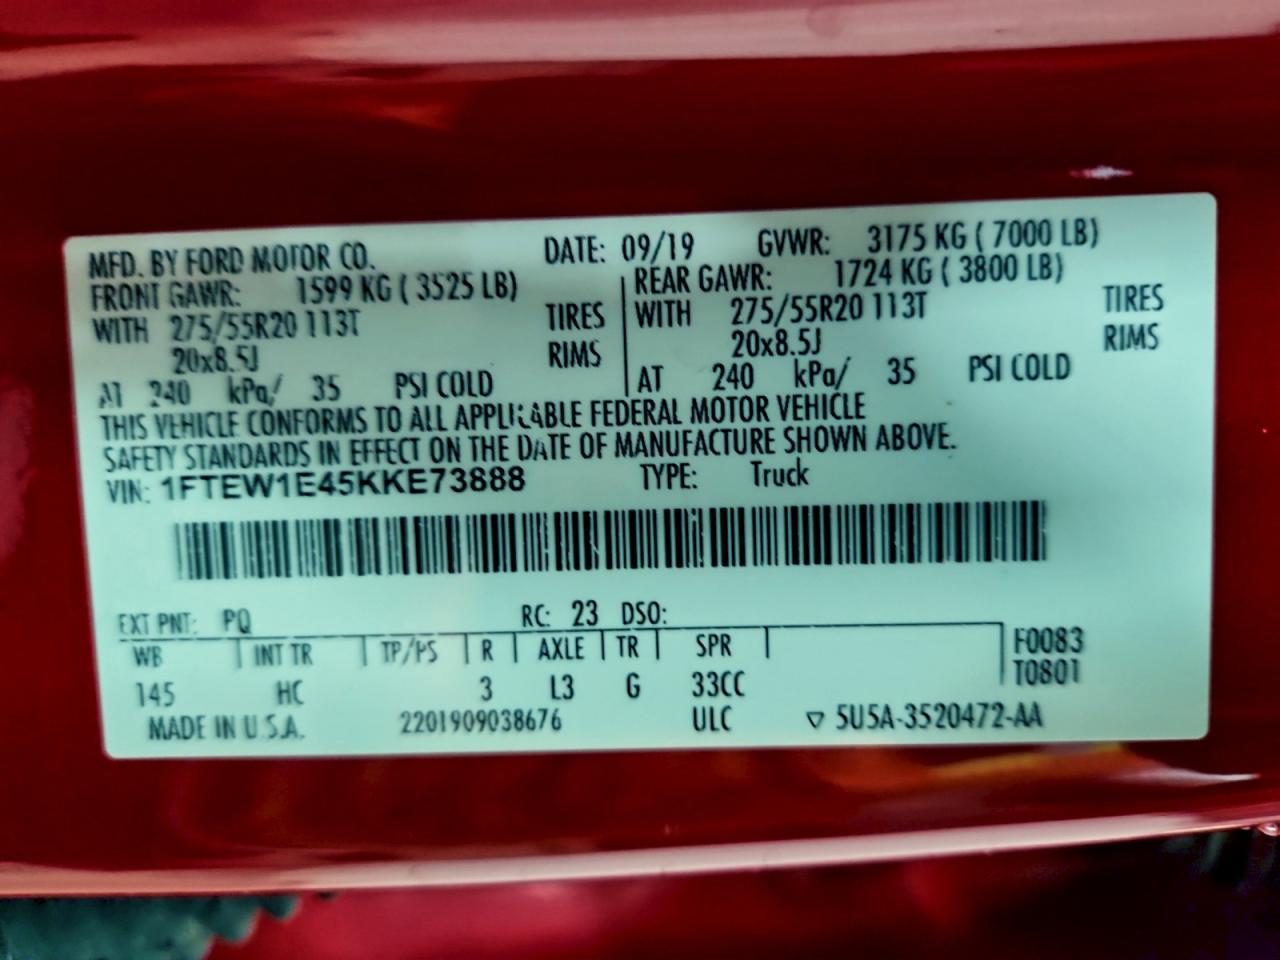 MFD. BY FORD MOTOR CO. DATE: 09/19 GVWR: 3175 KG ( 7000 LB)
FRONT GAWR: 1599 KG ( 3525 LB) REAR GAWR: 1724 KG ( 3800 LB)
WITH 275/55R20 113T TIRES WITH 275/55R20 113T TIRES
20x8.5J RIMS 20x8.5J RIMS
AT 240 kPa/ 35 PSI COLD AT 240 kPa/ 35 PSI COLD
THIS VEHICLE CONFORMS TO ALL APPLICABLE FEDERAL MOTOR VEHICLE
SAFETY STANDARDS IN EFFECT ON THE DATE OF MANUFACTURE SHOWN ABOVE.
VIN: 1FTEW1E45KKE73888 TYPE: Truck
EXT PNT: PQ RC: 23 DSO:
WB INT TR TP/PS R AXLE TR SPR F0083
T0801
145 HC 3 L3 G 33CC
MADE IN U.S.A. 2201909038676 ULC ▽ 5U5A-3520472-AA